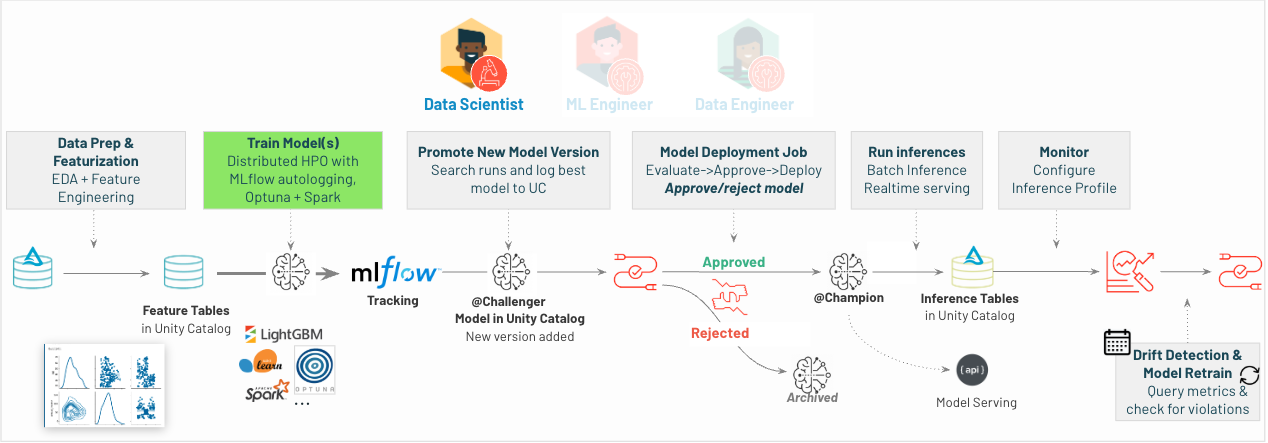 Data Scientist
ML Engineer
Data Engineer
Data Prep &
Featurization
EDA + Feature
Engineering
Train Model(s)
Distributed HPO with
MLflow autologging,
Optuna + Spark
Promote New Model Version
Search runs and log best
model to UC
Model Deployment Job
Evaluate->Approve->Deploy
Approve/reject model
Run inferences
Batch Inference
Realtime serving
Monitor
Configure
Inference Profile
Feature Tables
in Unity Catalog
mlflow
Tracking
@Challenger
Model in Unity Catalog
New version added
Approved
Rejected
@Champion
Inference Tables
in Unity Catalog
LightGBM
learn
OPTUNA
APACHE
Spark
...
Archived
{api}
Model Serving
Drift Detection &
Model Retrain
Query metrics &
check for violations